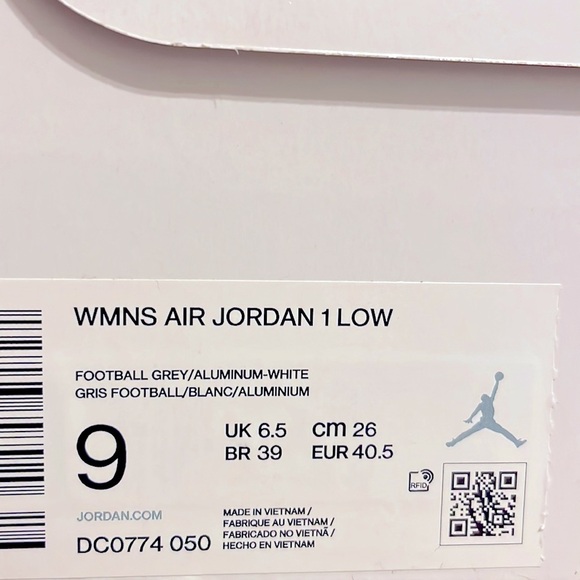 WMNS AIR JORDAN 1 LOW
FOOTBALL GREY/ALUMINUM-WHITE
GRIS FOOTBALL/BLANC/ALUMINIUM
9
UK 6.5 cm 26
BR 39 EUR 40.5
RFID
JORDAN.COM
DC0774 050
MADE IN VIETNAM /
FABRIQUE AU VIETNAM /
FABRICADO NO VIETNÃ /
HECHO EN VIETNAM